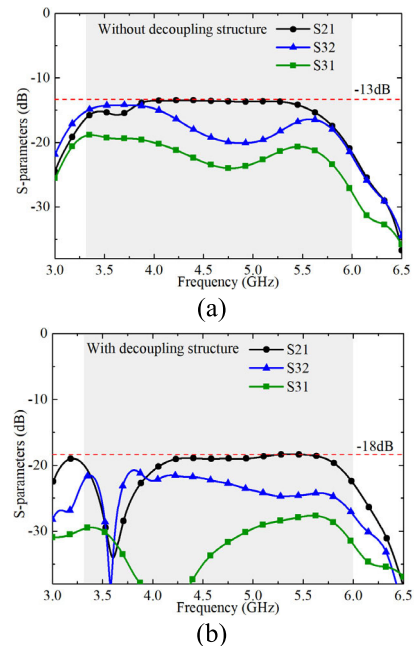 0
Without decoupling structure
S21
S32
S31
-10
-13dB
-20
-30
S-parameters (dB)
3.0 3.5 4.0 4.5 5.0 5.5 6.0 6.5
Frequency (GHz)
(a)
0
With decoupling structure
S21
S32
S31
-10
-18dB
-20
-30
S-parameters (dB)
3.0 3.5 4.0 4.5 5.0 5.5 6.0 6.5
Frequency (GHz)
(b)